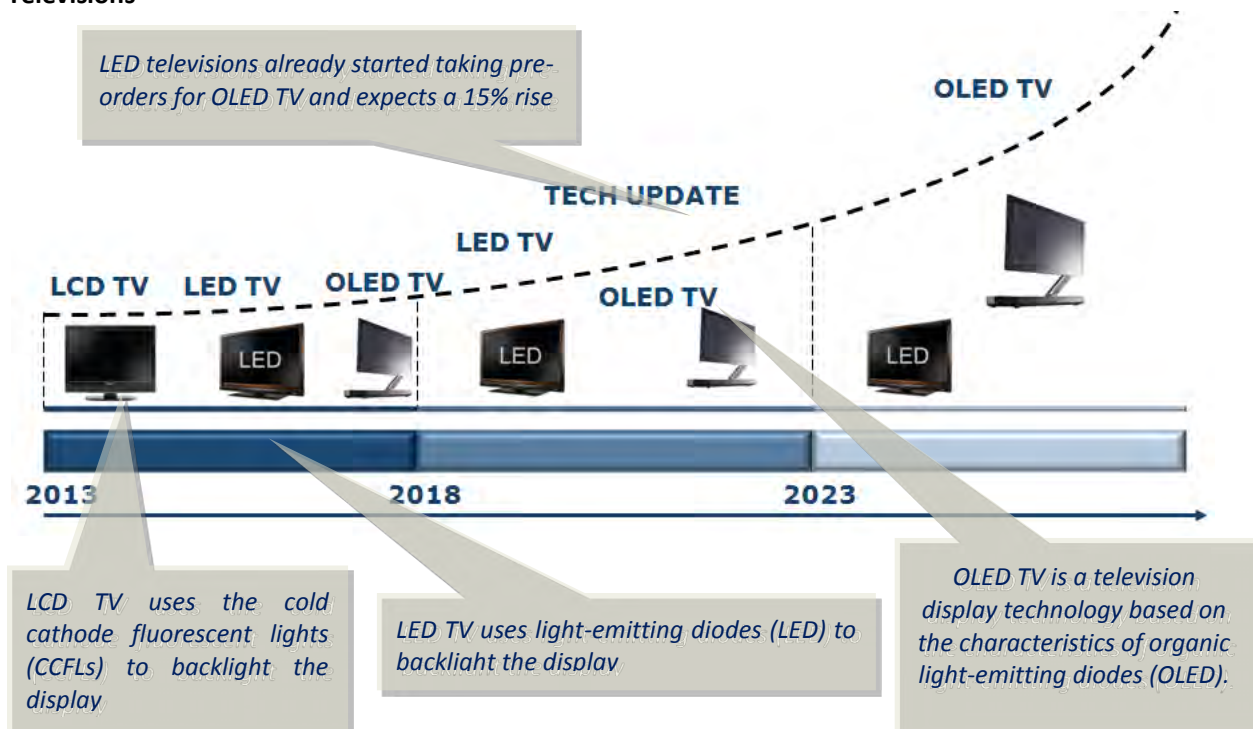 Televisions
LED televisions already started taking pre-
orders for OLED TV and expects a 15% rise
OLED TV
TECH UPDATE
LED TV
LCD TV
LED TV
OLED TV
OLED TV
LED
LED
LED
2013
2018
2023
LCD TV uses the cold
cathode fluorescent lights
(CCFLs) to backlight the
display
LED TV uses light-emitting diodes (LED) to
backlight the display
OLED TV is a television
display technology based on
the characteristics of organic
light-emitting diodes (OLED).